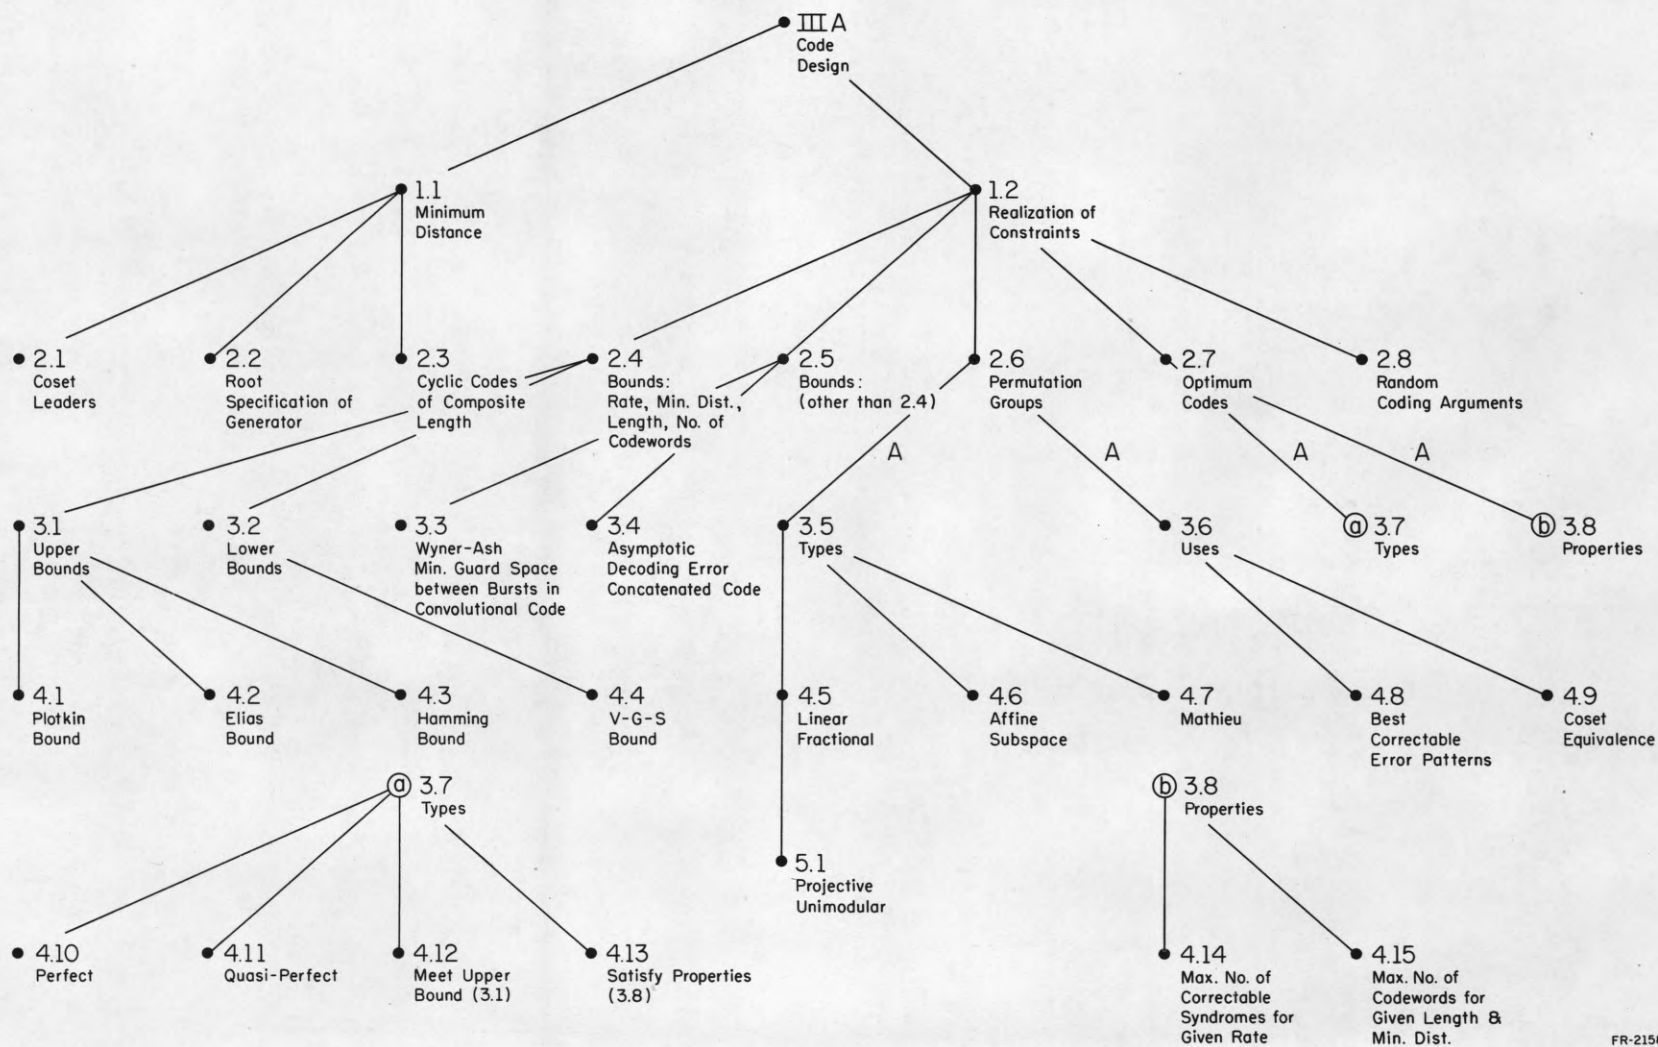 III A
Code
Design
1.1
Minimum
Distance
1.2
Realization of
Constraints
2.1
Coset
Leaders
2.2
Root
Specification of
Generator
2.3
Cyclic Codes
of Composite
Length
2.4
Bounds:
Rate, Min. Dist.,
Length, No. of
Codewords
2.5
Bounds:
(other than 2.4)
2.6
Permutation
Groups
2.7
Optimum
Codes
2.8
Random
Coding Arguments
A
A
A
A
3.1
Upper
Bounds
3.2
Lower
Bounds
3.3
Wyner-Ash
Min. Guard Space
between Bursts in
Convolutional Code
3.4
Asymptotic
Decoding Error
Concatenated Code
3.5
Types
3.6
Uses
a 3.7
Types
b 3.8
Properties
4.1
Plotkin
Bound
4.2
Elias
Bound
4.3
Hamming
Bound
4.4
V-G-S
Bound
4.5
Linear
Fractional
4.6
Affine
Subspace
4.7
Mathieu
4.8
Best
Correctable
Error Patterns
4.9
Coset
Equivalence
a 3.7
Types
b 3.8
Properties
5.1
Projective
Unimodular
4.10
Perfect
4.11
Quasi-Perfect
4.12
Meet Upper
Bound (3.1)
4.13
Satisfy Properties
(3.8)
4.14
Max. No. of
Correctable
Syndromes for
Given Rate
4.15
Max. No. of
Codewords for
Given Length &
Min. Dist.